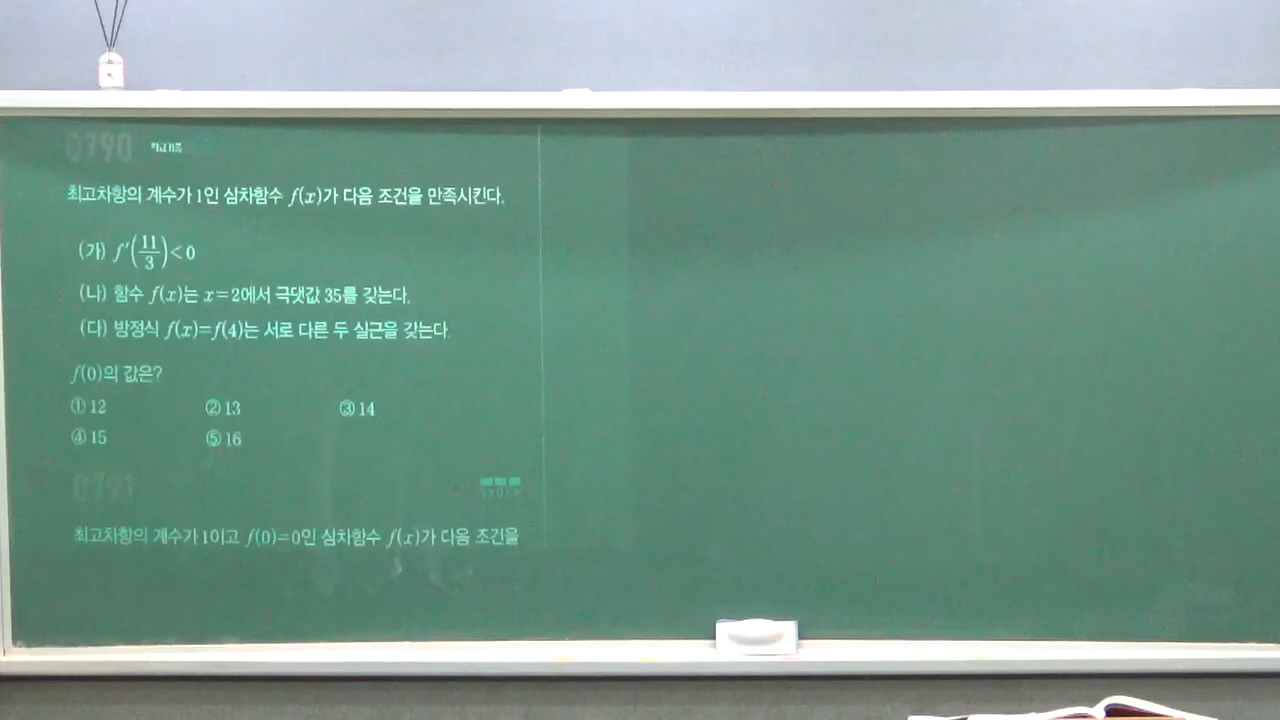 0790
최고차항의 계수가 1인 삼차함수 f(x)가 다음 조건을 만족시킨다.
(가) f'(11/3)<0
(나) 함수 f(x)는 x=2에서 극댓값 35를 갖는다.
(다) 방정식 f(x)=f(4)는 서로 다른 두 실근을 갖는다.
f(0)의 값은?
① 12 ② 13 ③ 14
④ 15 ⑤ 16
0791
최고차항의 계수가 1이고 f(0)=0인 삼차함수 f(x)가 다음 조건을